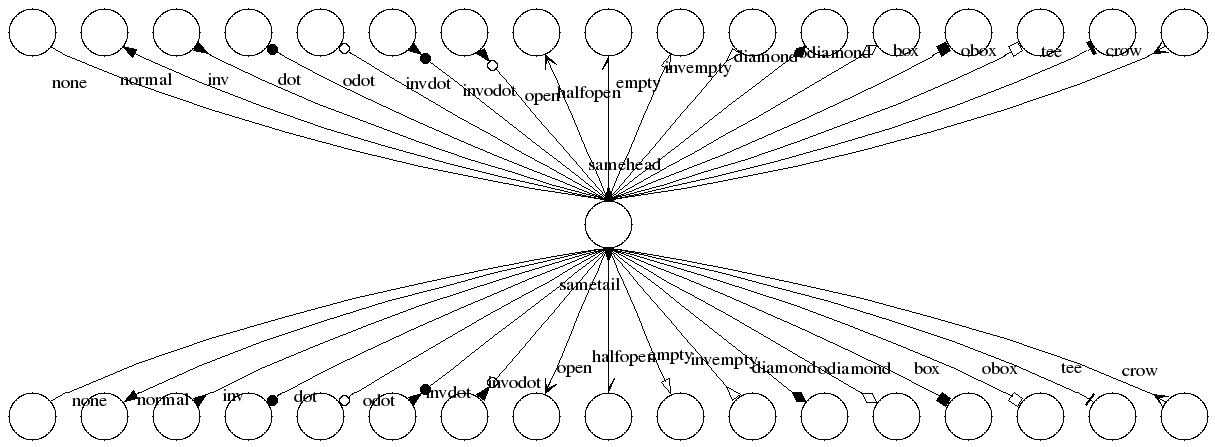 none normal inv dot odot invdot invodot open halfopen empty invempty diamond odiamond box obox tee crow
samehead
sametail
none normal inv dot odot invdot invodot open halfopen empty invempty diamond odiamond box obox tee crow